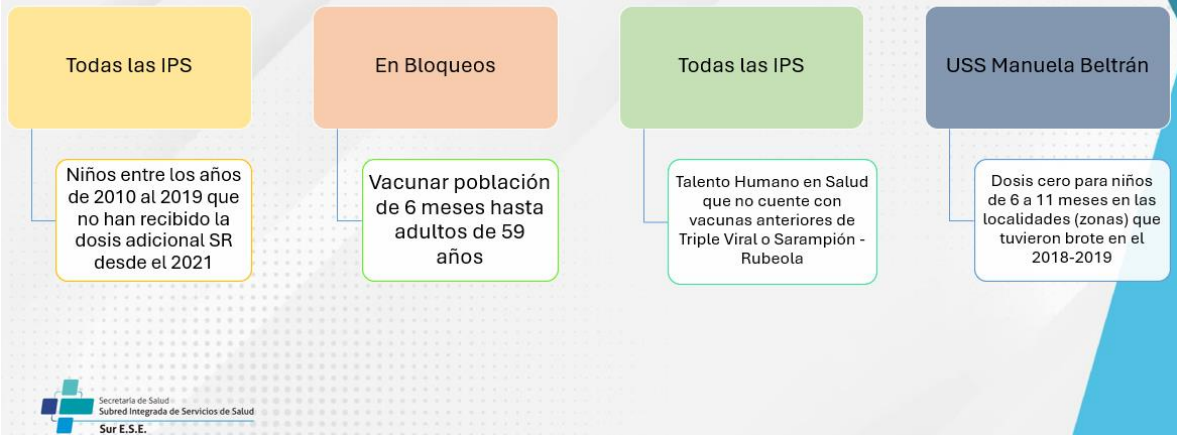 Todas las IPS
Niños entre los años
de 2010 al 2019 que
no han recibido la
dosis adicional SR
desde el 2021
En Bloqueos
Vacunar población
de 6 meses hasta
adultos de 59
años
Todas las IPS
Talento Humano en Salud
que no cuente con
vacunas anteriores de
Triple Viral o Sarampión -
Rubeola
USS Manuela Beltrán
Dosis cero para niños
de 6 a 11 meses en las
localidades (zonas) que
tuvieron brote en el
2018-2019
Secretaría de Salud
Subred Integrada de Servicios de Salud
Sur E.S.E.